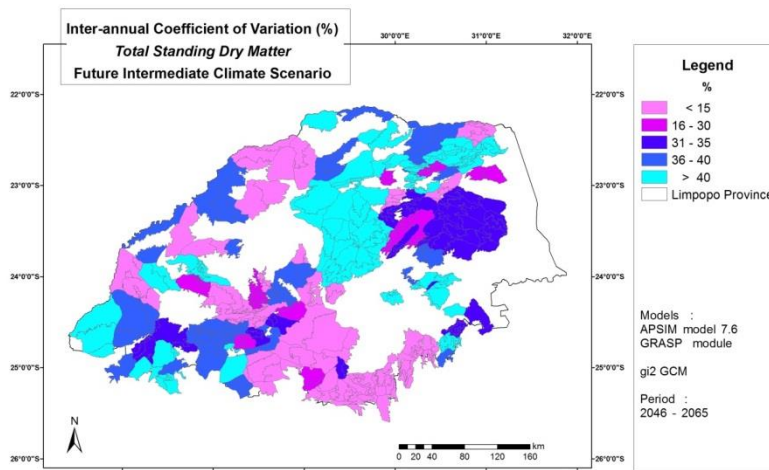 Inter-annual Coefficient of Variation (%)
Total Standing Dry Matter
Future Intermediate Climate Scenario
30°0'0"E
31°0'0"E
32°0'0"E
22°0'0"S
22°0'0"S
23°0'0"S
23°0'0"S
24°0'0"S
24°0'0"S
25°0'0"S
25°0'0"S
26°0'0"S
26°0'0"S
N
km
0 20 40 80 120 160
Legend
%
< 15
16 - 30
31 - 35
36 - 40
> 40
Limpopo Province
Models :
APSIM model 7.6
GRASP module
gi2 GCM
Period :
2046 - 2065